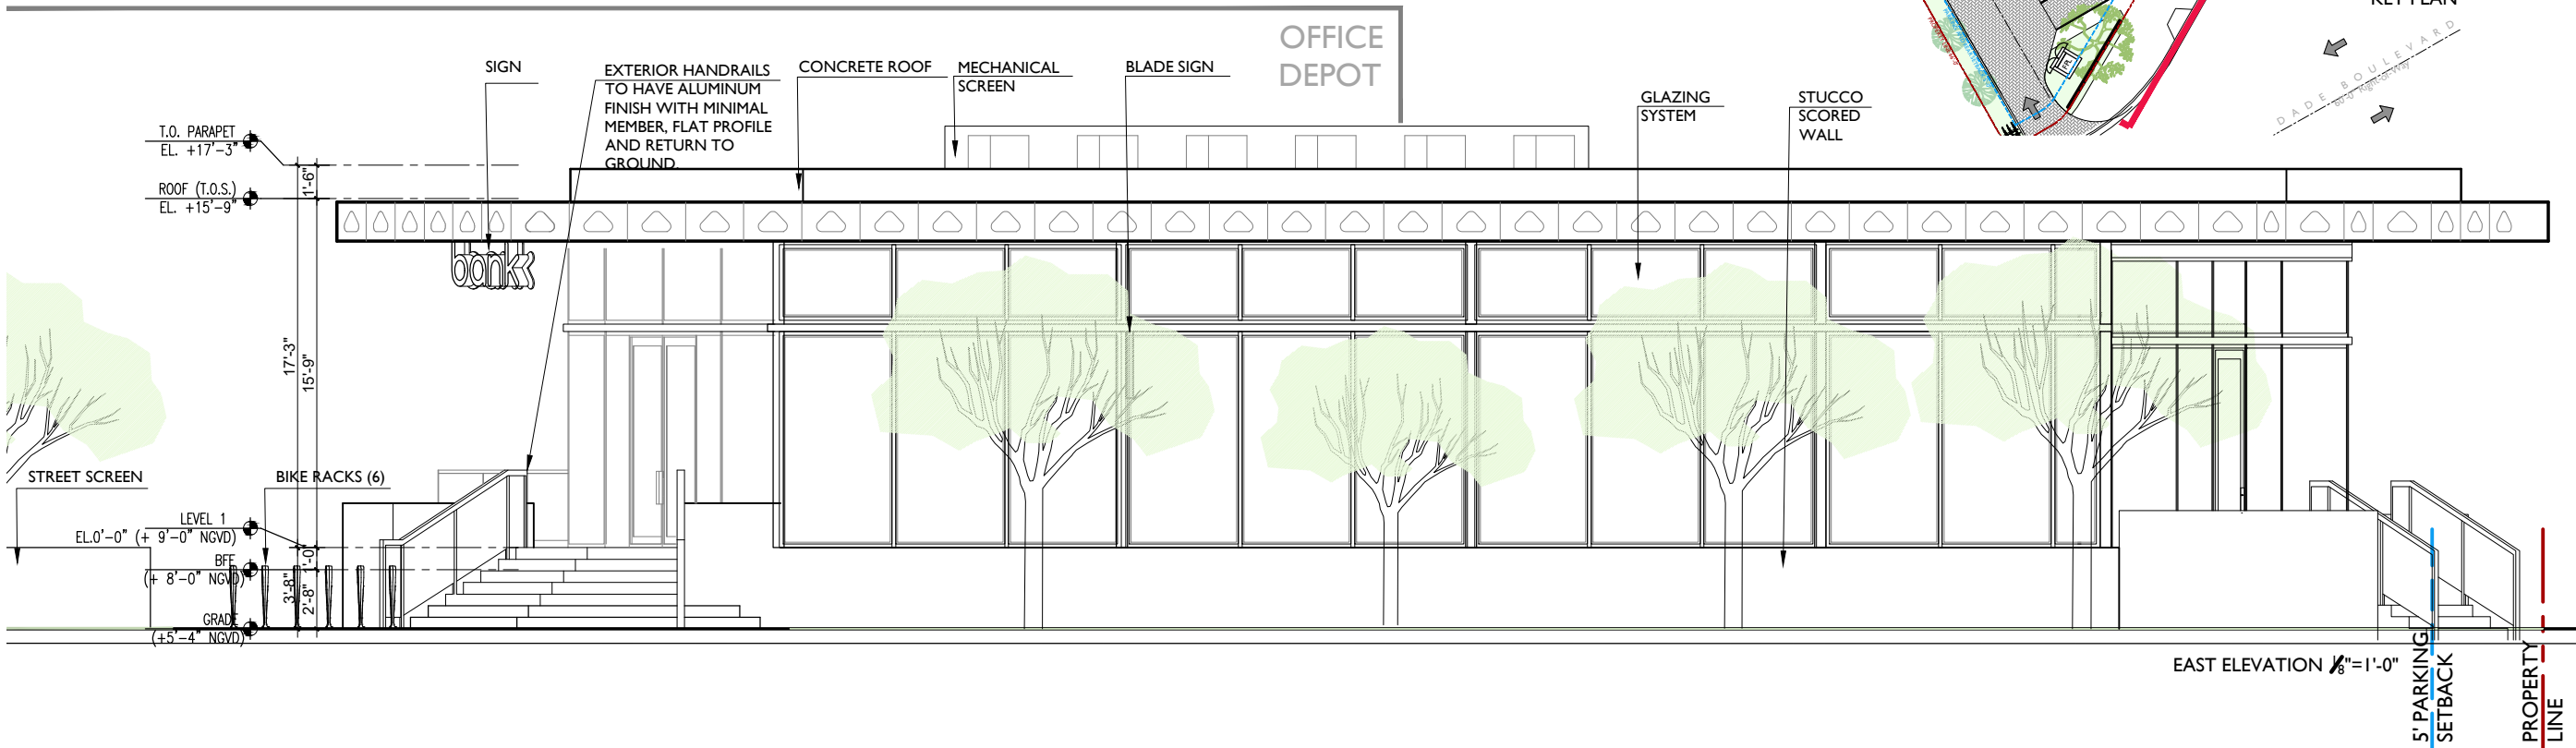 KEY PLAN
DADE BOULEVARD
FPL
OFFICE
DEPOT
SIGN
EXTERIOR HANDRAILS
TO HAVE ALUMINUM
FINISH WITH MINIMAL
MEMBER, FLAT PROFILE
AND RETURN TO
GROUND.
CONCRETE ROOF
MECHANICAL
SCREEN
BLADE SIGN
GLAZING
SYSTEM
STUCCO
SCORED
WALL
T.O. PARAPET
EL. +17'-3"
1'-6"
ROOF (T.O.S.)
EL. +15'-9"
bank
17'-3"
15'-9"
STREET SCREEN
BIKE RACKS (6)
LEVEL 1
EL.0'-0" (+ 9'-0" NGVD)
1'-0"
BFE
(+ 8'-0" NGVD)
3'-8"
2'-8"
GRADE
(+5'-4" NGVD)
EAST ELEVATION 1/8"=1'-0"
5' PARKING
SETBACK
PROPERTY
LINE